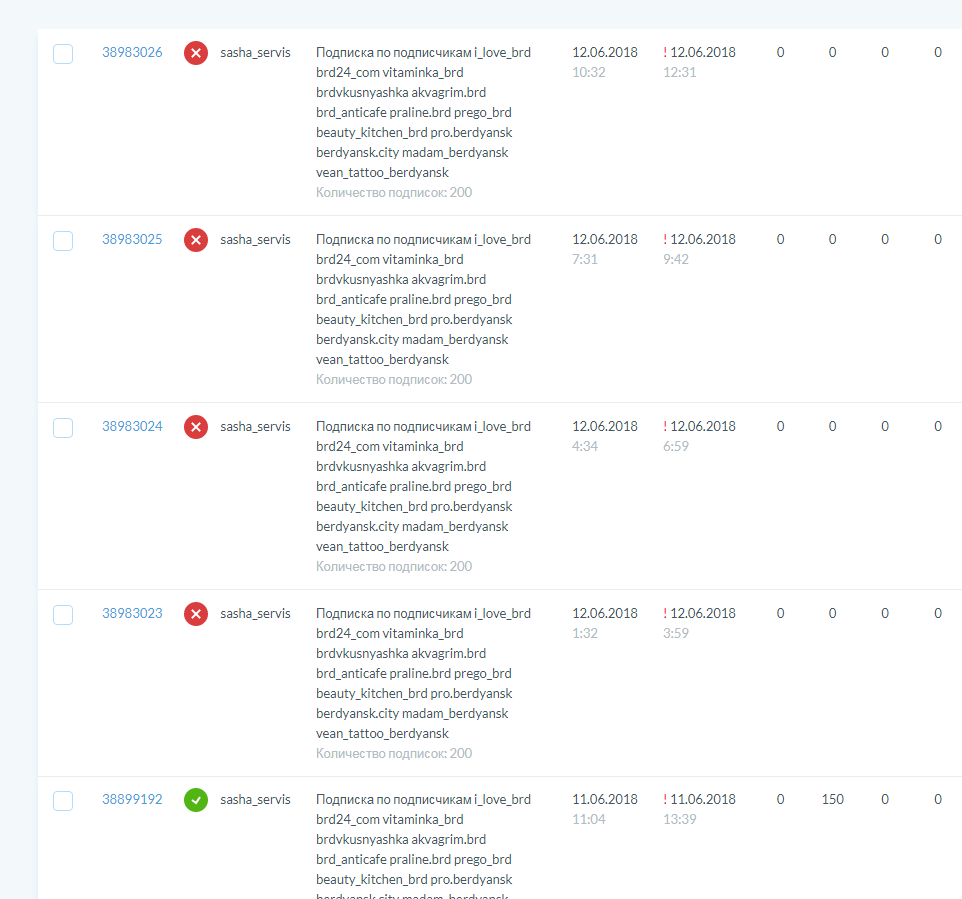 38983026 sasha_servis Подписка по подписчикам i_love_brd 12.06.2018 ! 12.06.2018 0 0 0 0
brd24_com vitaminka_brd 10:32 12:31
brdvkusnyashka akvagrim.brd
brd_anticafe praline.brd prego_brd
beauty_kitchen_brd pro.berdyansk
berdyansk.city madam_berdyansk
vean_tattoo_berdyansk
Количество подписок: 200
38983025 sasha_servis Подписка по подписчикам i_love_brd 12.06.2018 ! 12.06.2018 0 0 0 0
brd24_com vitaminka_brd 7:31 9:42
brdvkusnyashka akvagrim.brd
brd_anticafe praline.brd prego_brd
beauty_kitchen_brd pro.berdyansk
berdyansk.city madam_berdyansk
vean_tattoo_berdyansk
Количество подписок: 200
38983024 sasha_servis Подписка по подписчикам i_love_brd 12.06.2018 ! 12.06.2018 0 0 0 0
brd24_com vitaminka_brd 4:34 6:59
brdvkusnyashka akvagrim.brd
brd_anticafe praline.brd prego_brd
beauty_kitchen_brd pro.berdyansk
berdyansk.city madam_berdyansk
vean_tattoo_berdyansk
Количество подписок: 200
38983023 sasha_servis Подписка по подписчикам i_love_brd 12.06.2018 ! 12.06.2018 0 0 0 0
brd24_com vitaminka_brd 1:32 3:59
brdvkusnyashka akvagrim.brd
brd_anticafe praline.brd prego_brd
beauty_kitchen_brd pro.berdyansk
berdyansk.city madam_berdyansk
vean_tattoo_berdyansk
Количество подписок: 200
38899192 sasha_servis Подписка по подписчикам i_love_brd 11.06.2018 ! 11.06.2018 0 150 0 0
brd24_com vitaminka_brd 11:04 13:39
brdvkusnyashka akvagrim.brd
brd_anticafe praline.brd prego_brd
beauty_kitchen_brd pro.berdyansk
berdyansk.city madam_berdyansk